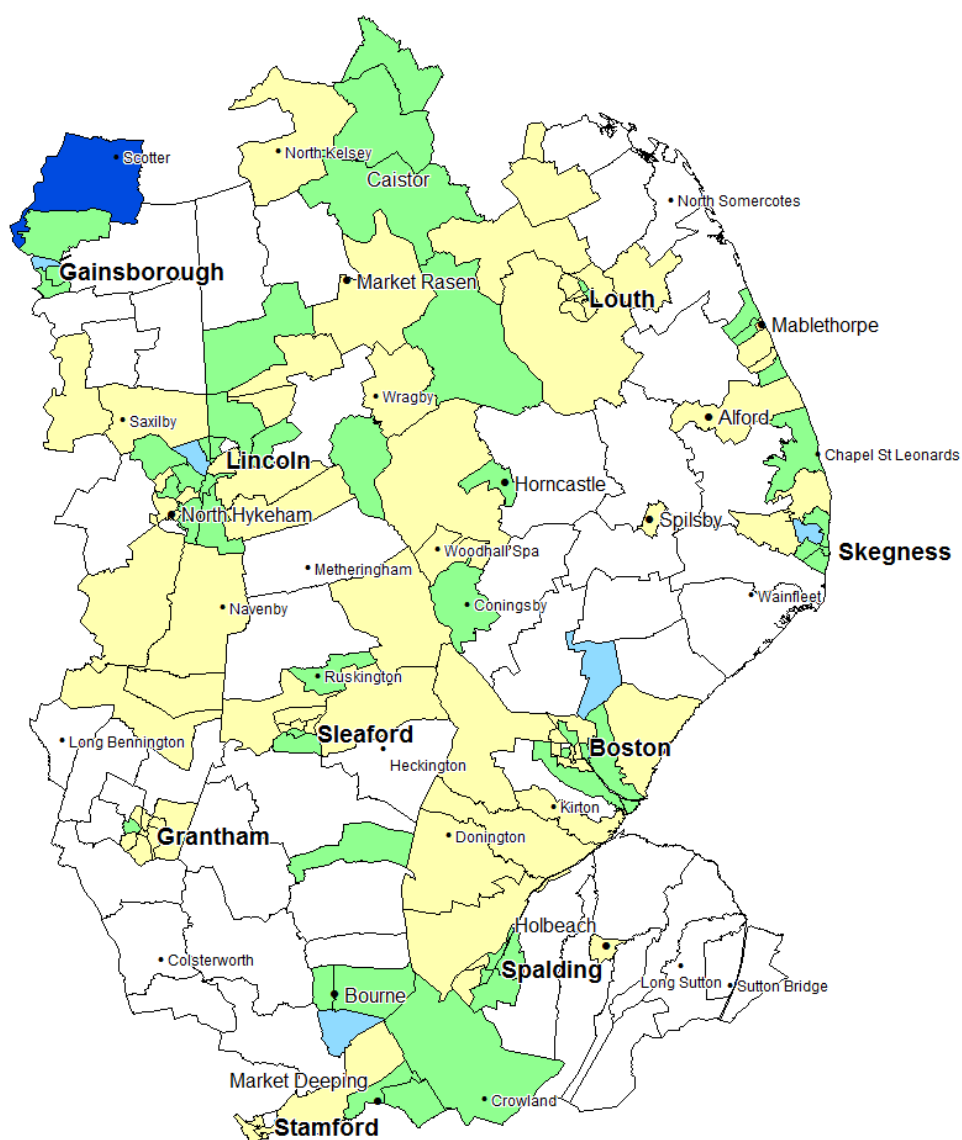 Scotter
North Kelsey
Caistor
North Somercotes
Gainsborough
Market Rasen
Louth
Mablethorpe
Wragby
Saxilby
Alford
Lincoln
Chapel St Leonards
Horncastle
North Hykeham
Spilsby
Woodhall Spa
Skegness
Metheringham
Wainfleet
Coningsby
Navenby
Ruskington
Sleaford
Long Bennington
Boston
Heckington
Kirton
Grantham
Donington
Holbeach
Colsterworth
Spalding
Long Sutton
Sutton Bridge
Bourne
Market Deeping
Crowland
Stamford